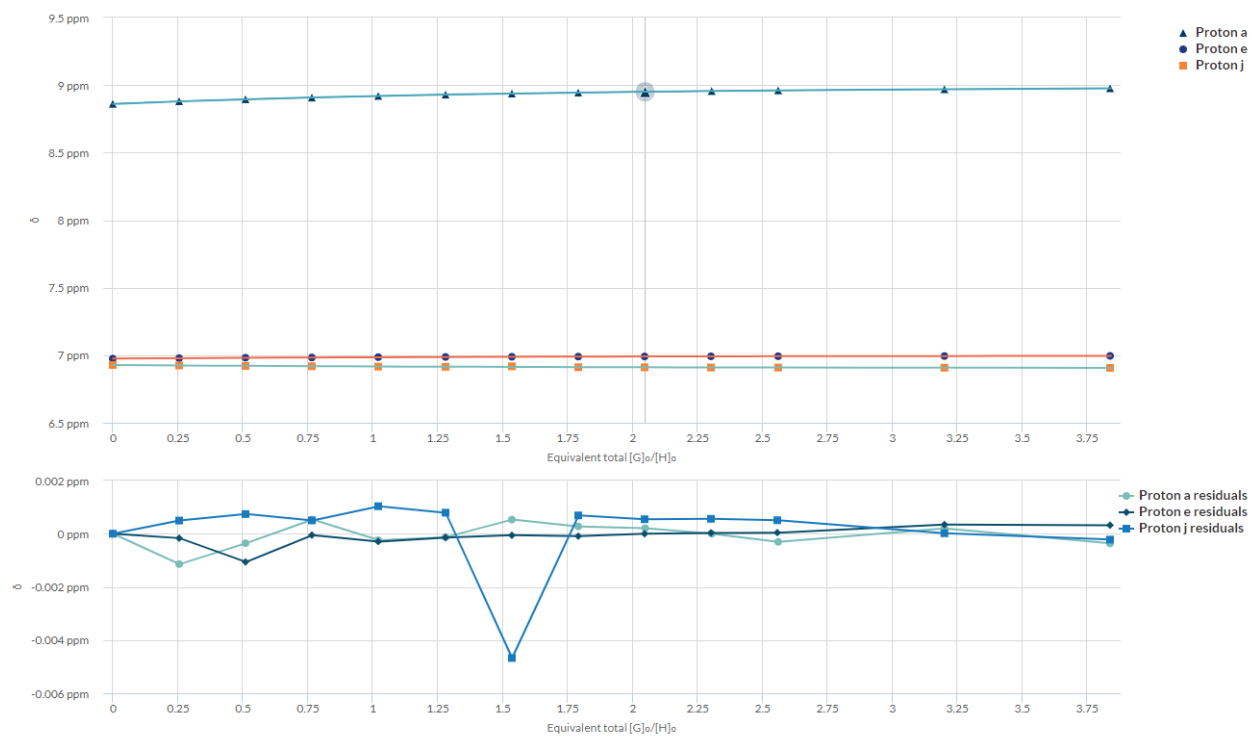 9.5 ppm
9 ppm
8.5 ppm
8 ppm
7.5 ppm
7 ppm
6.5 ppm
δ
0 0.25 0.5 0.75 1 1.25 1.5 1.75 2 2.25 2.5 2.75 3 3.25 3.5 3.75
Equivalent total [G]₀/[H]₀
Proton a
Proton e
Proton j
0.002 ppm
0 ppm
-0.002 ppm
-0.004 ppm
-0.006 ppm
δ
0 0.25 0.5 0.75 1 1.25 1.5 1.75 2 2.25 2.5 2.75 3 3.25 3.5 3.75
Equivalent total [G]₀/[H]₀
Proton a residuals
Proton e residuals
Proton j residuals